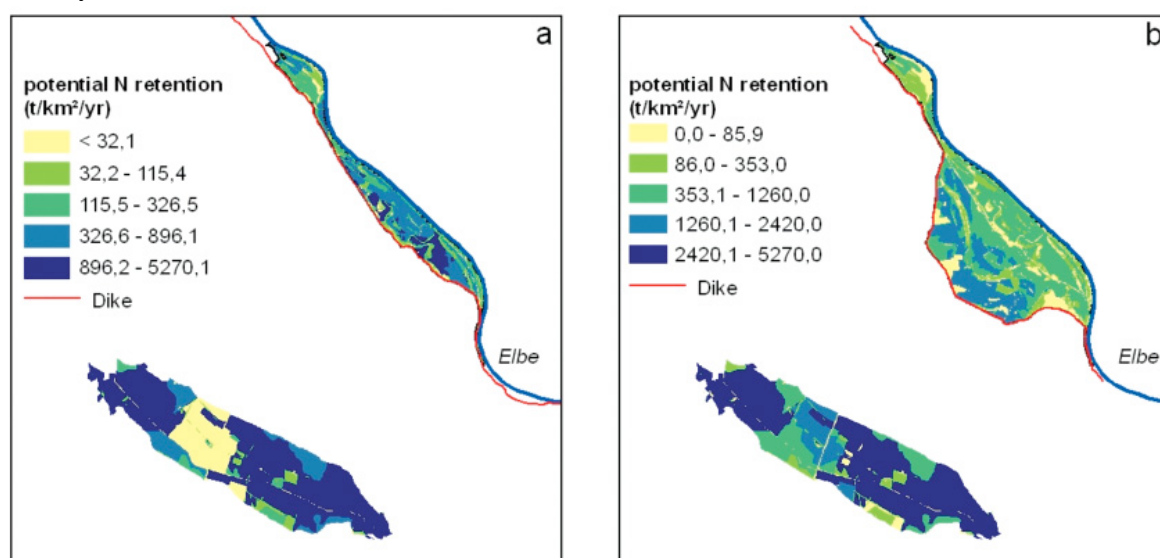 a
potential N retention
(t/km²/yr)
< 32,1
32,2 - 115,4
115,5 - 326,5
326,6 - 896,1
896,2 - 5270,1
Dike
Elbe
b
potential N retention
(t/km²/yr)
0,0 - 85,9
86,0 - 353,0
353,1 - 1260,0
1260,1 - 2420,0
2420,1 - 5270,0
Dike
Elbe